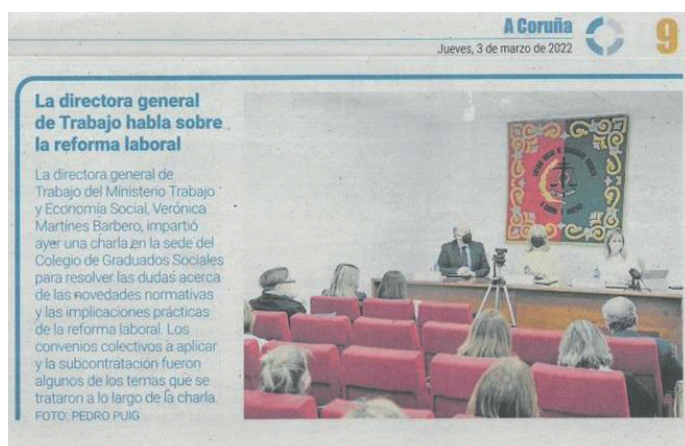 A Coruña
9
Jueves, 3 de marzo de 2022
La directora general
de Trabajo habla sobre
la reforma laboral
La directora general de
Trabajo del Ministerio Trabajo
y Economía Social, Verónica
Martines Barbero, impartió
ayer una charla en la sede del
Colegio de Graduados Sociales
para resolver las dudas acerca
de las novedades normativas
y las implicaciones prácticas
de la reforma laboral. Los
convenios colectivos a aplicar
y la subcontratación fueron
algunos de los temas que se
trataron a lo largo de la charla.
FOTO: PEDRO PUIG